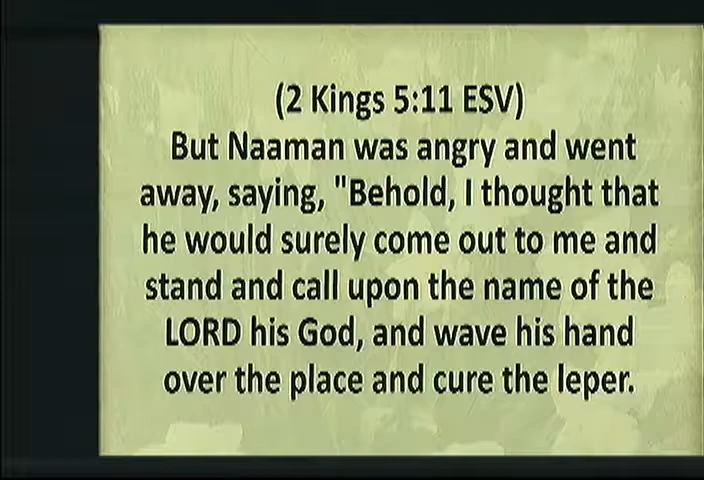 (2 Kings 5:11 ESV)
But Naaman was angry and went
away, saying, "Behold, I thought that
he would surely come out to me and
stand and call upon the name of the
LORD his God, and wave his hand
over the place and cure the leper.